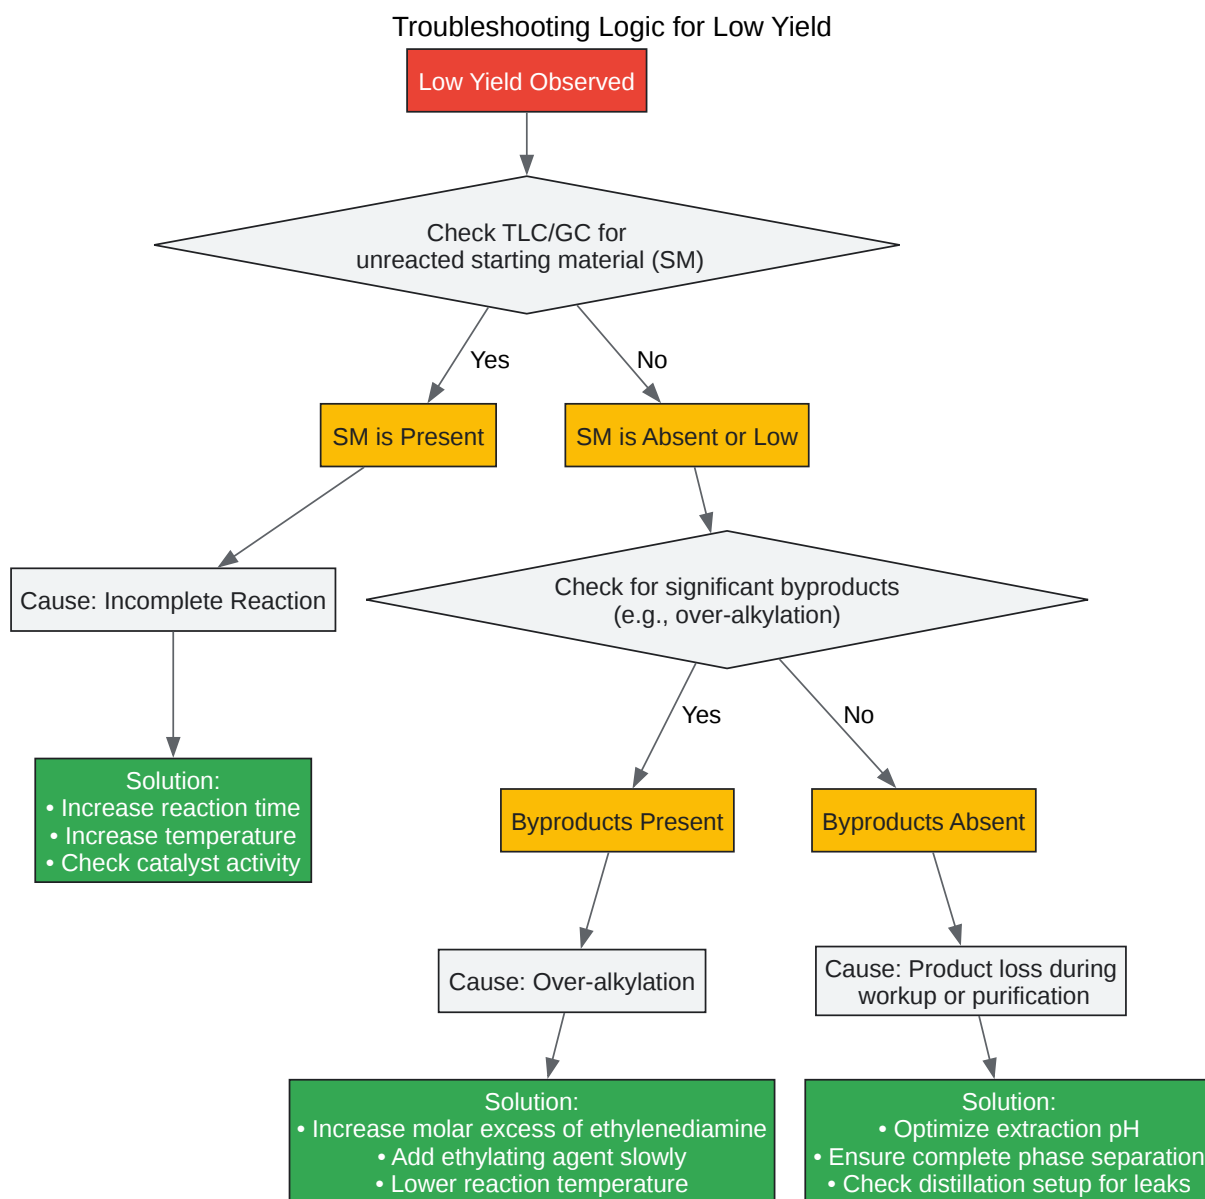 Troubleshooting Logic for Low Yield
Low Yield Observed
Check TLC/GC for
unreacted starting material (SM)
Yes
No
SM is Present
SM is Absent or Low
Cause: Incomplete Reaction
Check for significant byproducts
(e.g., over-alkylation)
Yes
No
Solution:
• Increase reaction time
• Increase temperature
• Check catalyst activity
Byproducts Present
Byproducts Absent
Cause: Over-alkylation
Cause: Product loss during
workup or purification
Solution:
• Increase molar excess of ethylenediamine
• Add ethylating agent slowly
• Lower reaction temperature
Solution:
• Optimize extraction pH
• Ensure complete phase separation
• Check distillation setup for leaks